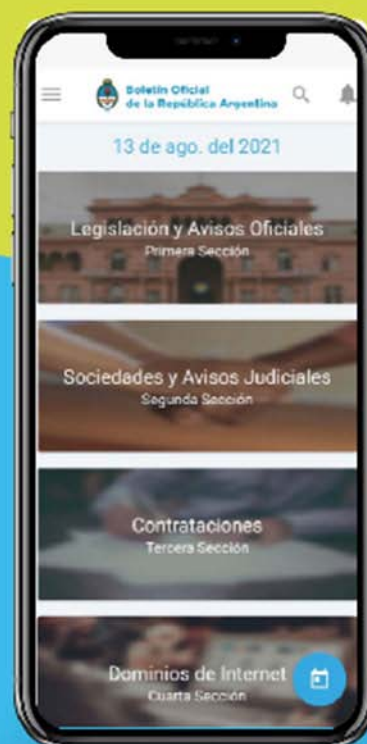 Boletín Oficial
de la República Argentina
13 de ago. del 2021
Legislación y Avisos Oficiales
Primera Sección
Sociedades y Avisos Judiciales
Segunda Sección
Contrataciones
Tercera Sección
Dominios de Internet
Cuarta Sección